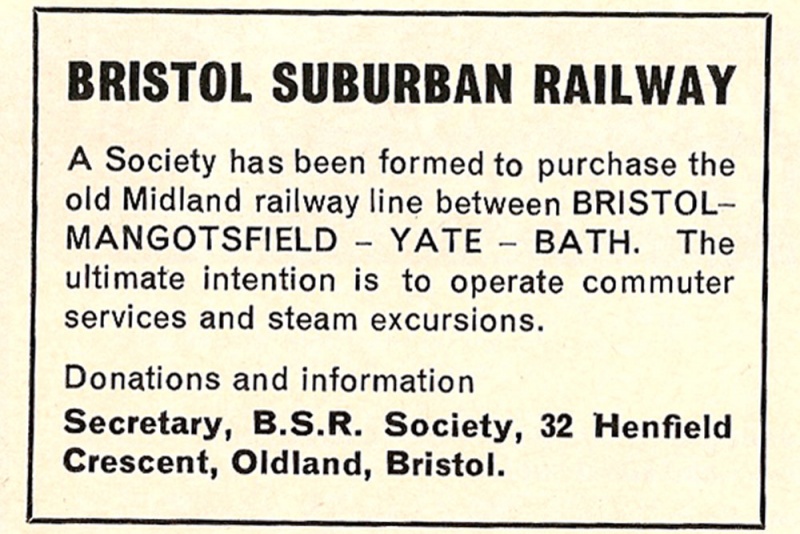 BRISTOL SUBURBAN RAILWAY
A Society has been formed to purchase the
old Midland railway line between BRISTOL–
MANGOTSFIELD – YATE – BATH. The
ultimate intention is to operate commuter
services and steam excursions.
Donations and information
Secretary, B.S.R. Society, 32 Henfield
Crescent, Oldland, Bristol.